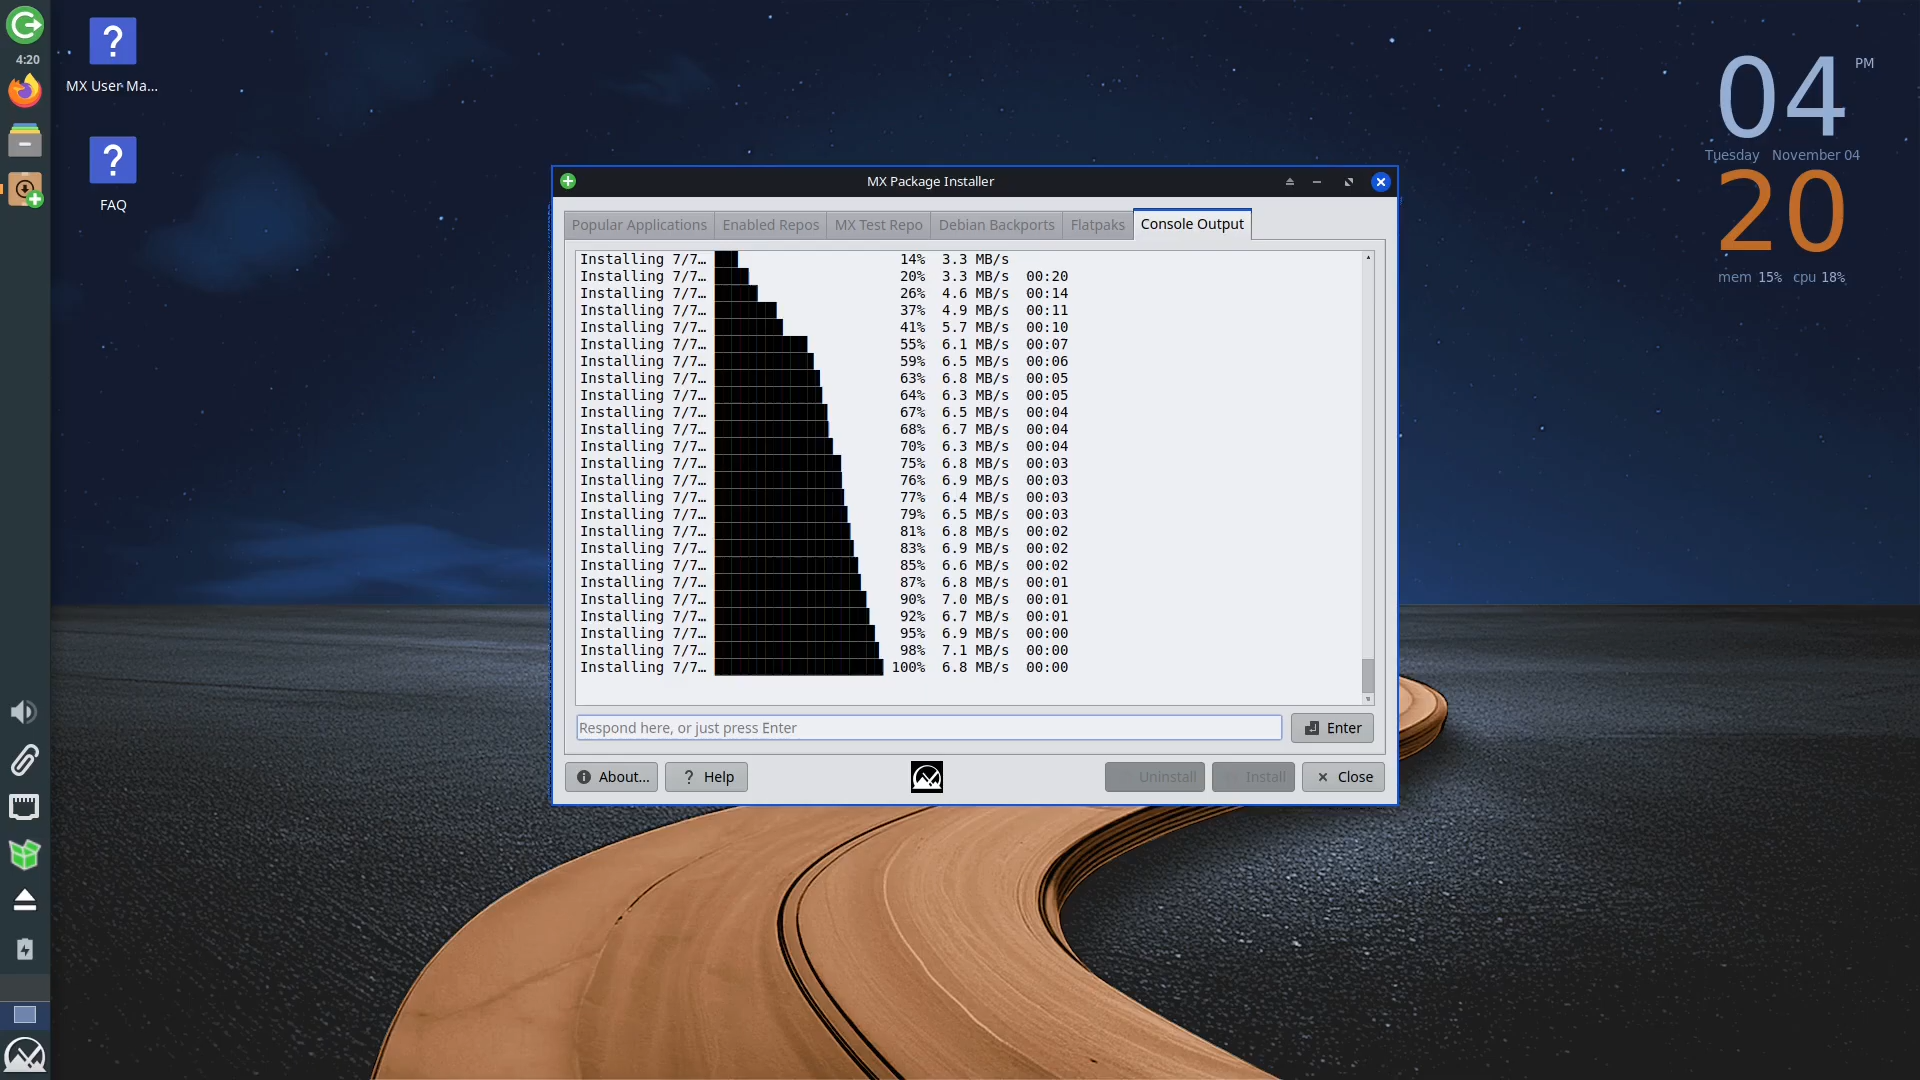 4:20
MX User Ma...
FAQ
04 PM
Tuesday November 04
20
mem 15% cpu 18%
MX Package Installer
Popular Applications Enabled Repos MX Test Repo Debian Backports Flatpaks Console Output
Installing 7/7… 14% 3.3 MB/s
Installing 7/7… 20% 3.3 MB/s 00:20
Installing 7/7… 26% 4.6 MB/s 00:14
Installing 7/7… 37% 4.9 MB/s 00:11
Installing 7/7… 41% 5.7 MB/s 00:10
Installing 7/7… 55% 6.1 MB/s 00:07
Installing 7/7… 59% 6.5 MB/s 00:06
Installing 7/7… 63% 6.8 MB/s 00:05
Installing 7/7… 64% 6.3 MB/s 00:05
Installing 7/7… 67% 6.5 MB/s 00:04
Installing 7/7… 68% 6.7 MB/s 00:04
Installing 7/7… 70% 6.3 MB/s 00:04
Installing 7/7… 75% 6.8 MB/s 00:03
Installing 7/7… 76% 6.9 MB/s 00:03
Installing 7/7… 77% 6.4 MB/s 00:03
Installing 7/7… 79% 6.5 MB/s 00:03
Installing 7/7… 81% 6.8 MB/s 00:02
Installing 7/7… 83% 6.9 MB/s 00:02
Installing 7/7… 85% 6.6 MB/s 00:02
Installing 7/7… 87% 6.8 MB/s 00:01
Installing 7/7… 90% 7.0 MB/s 00:01
Installing 7/7… 92% 6.7 MB/s 00:01
Installing 7/7… 95% 6.9 MB/s 00:00
Installing 7/7… 98% 7.1 MB/s 00:00
Installing 7/7… 100% 6.8 MB/s 00:00
Respond here, or just press Enter
Enter
About... Help Uninstall Install Close